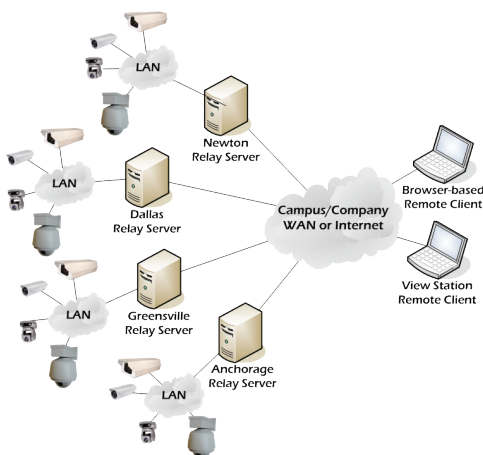 LAN
Newton
Relay Server
LAN
Dallas
Relay Server
Campus/Company
WAN or Internet
Browser-based
Remote Client
View Station
Remote Client
LAN
Greensville
Relay Server
Anchorage
Relay Server
LAN